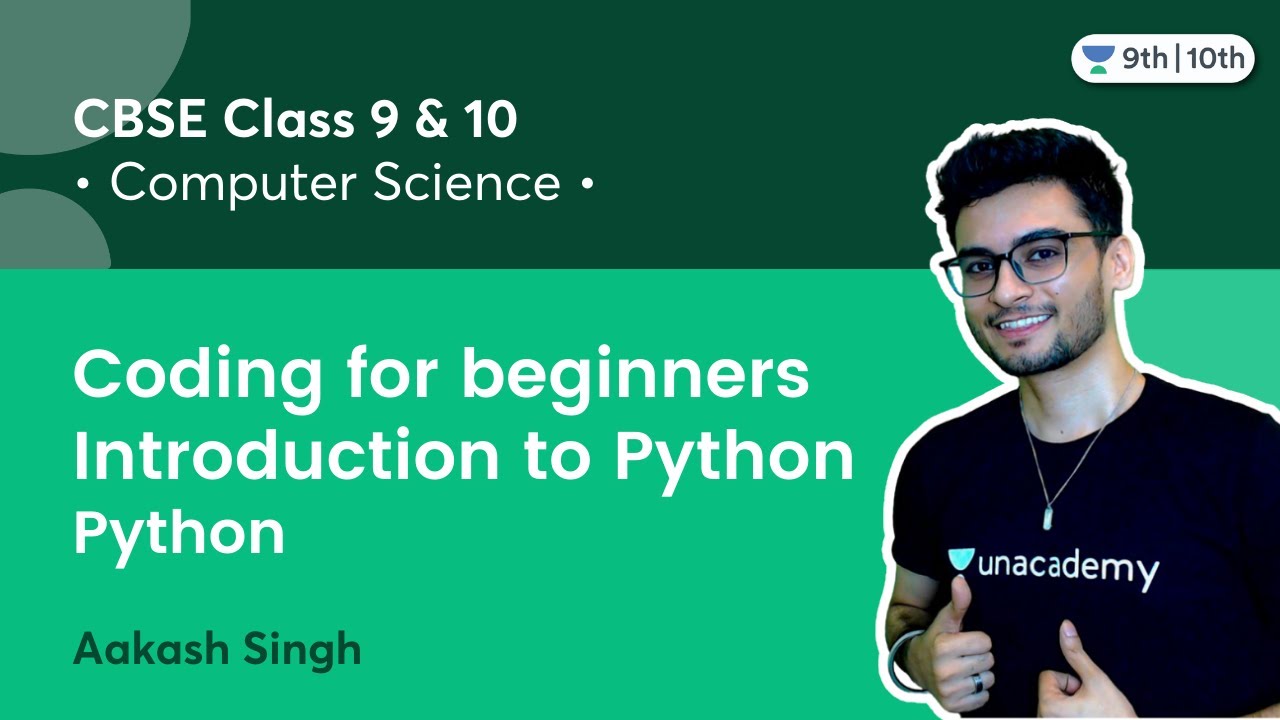 9th | 10th
CBSE Class 9 & 10
• Computer Science •
Coding for beginners
Introduction to Python
Python
Aakash Singh
unacademy